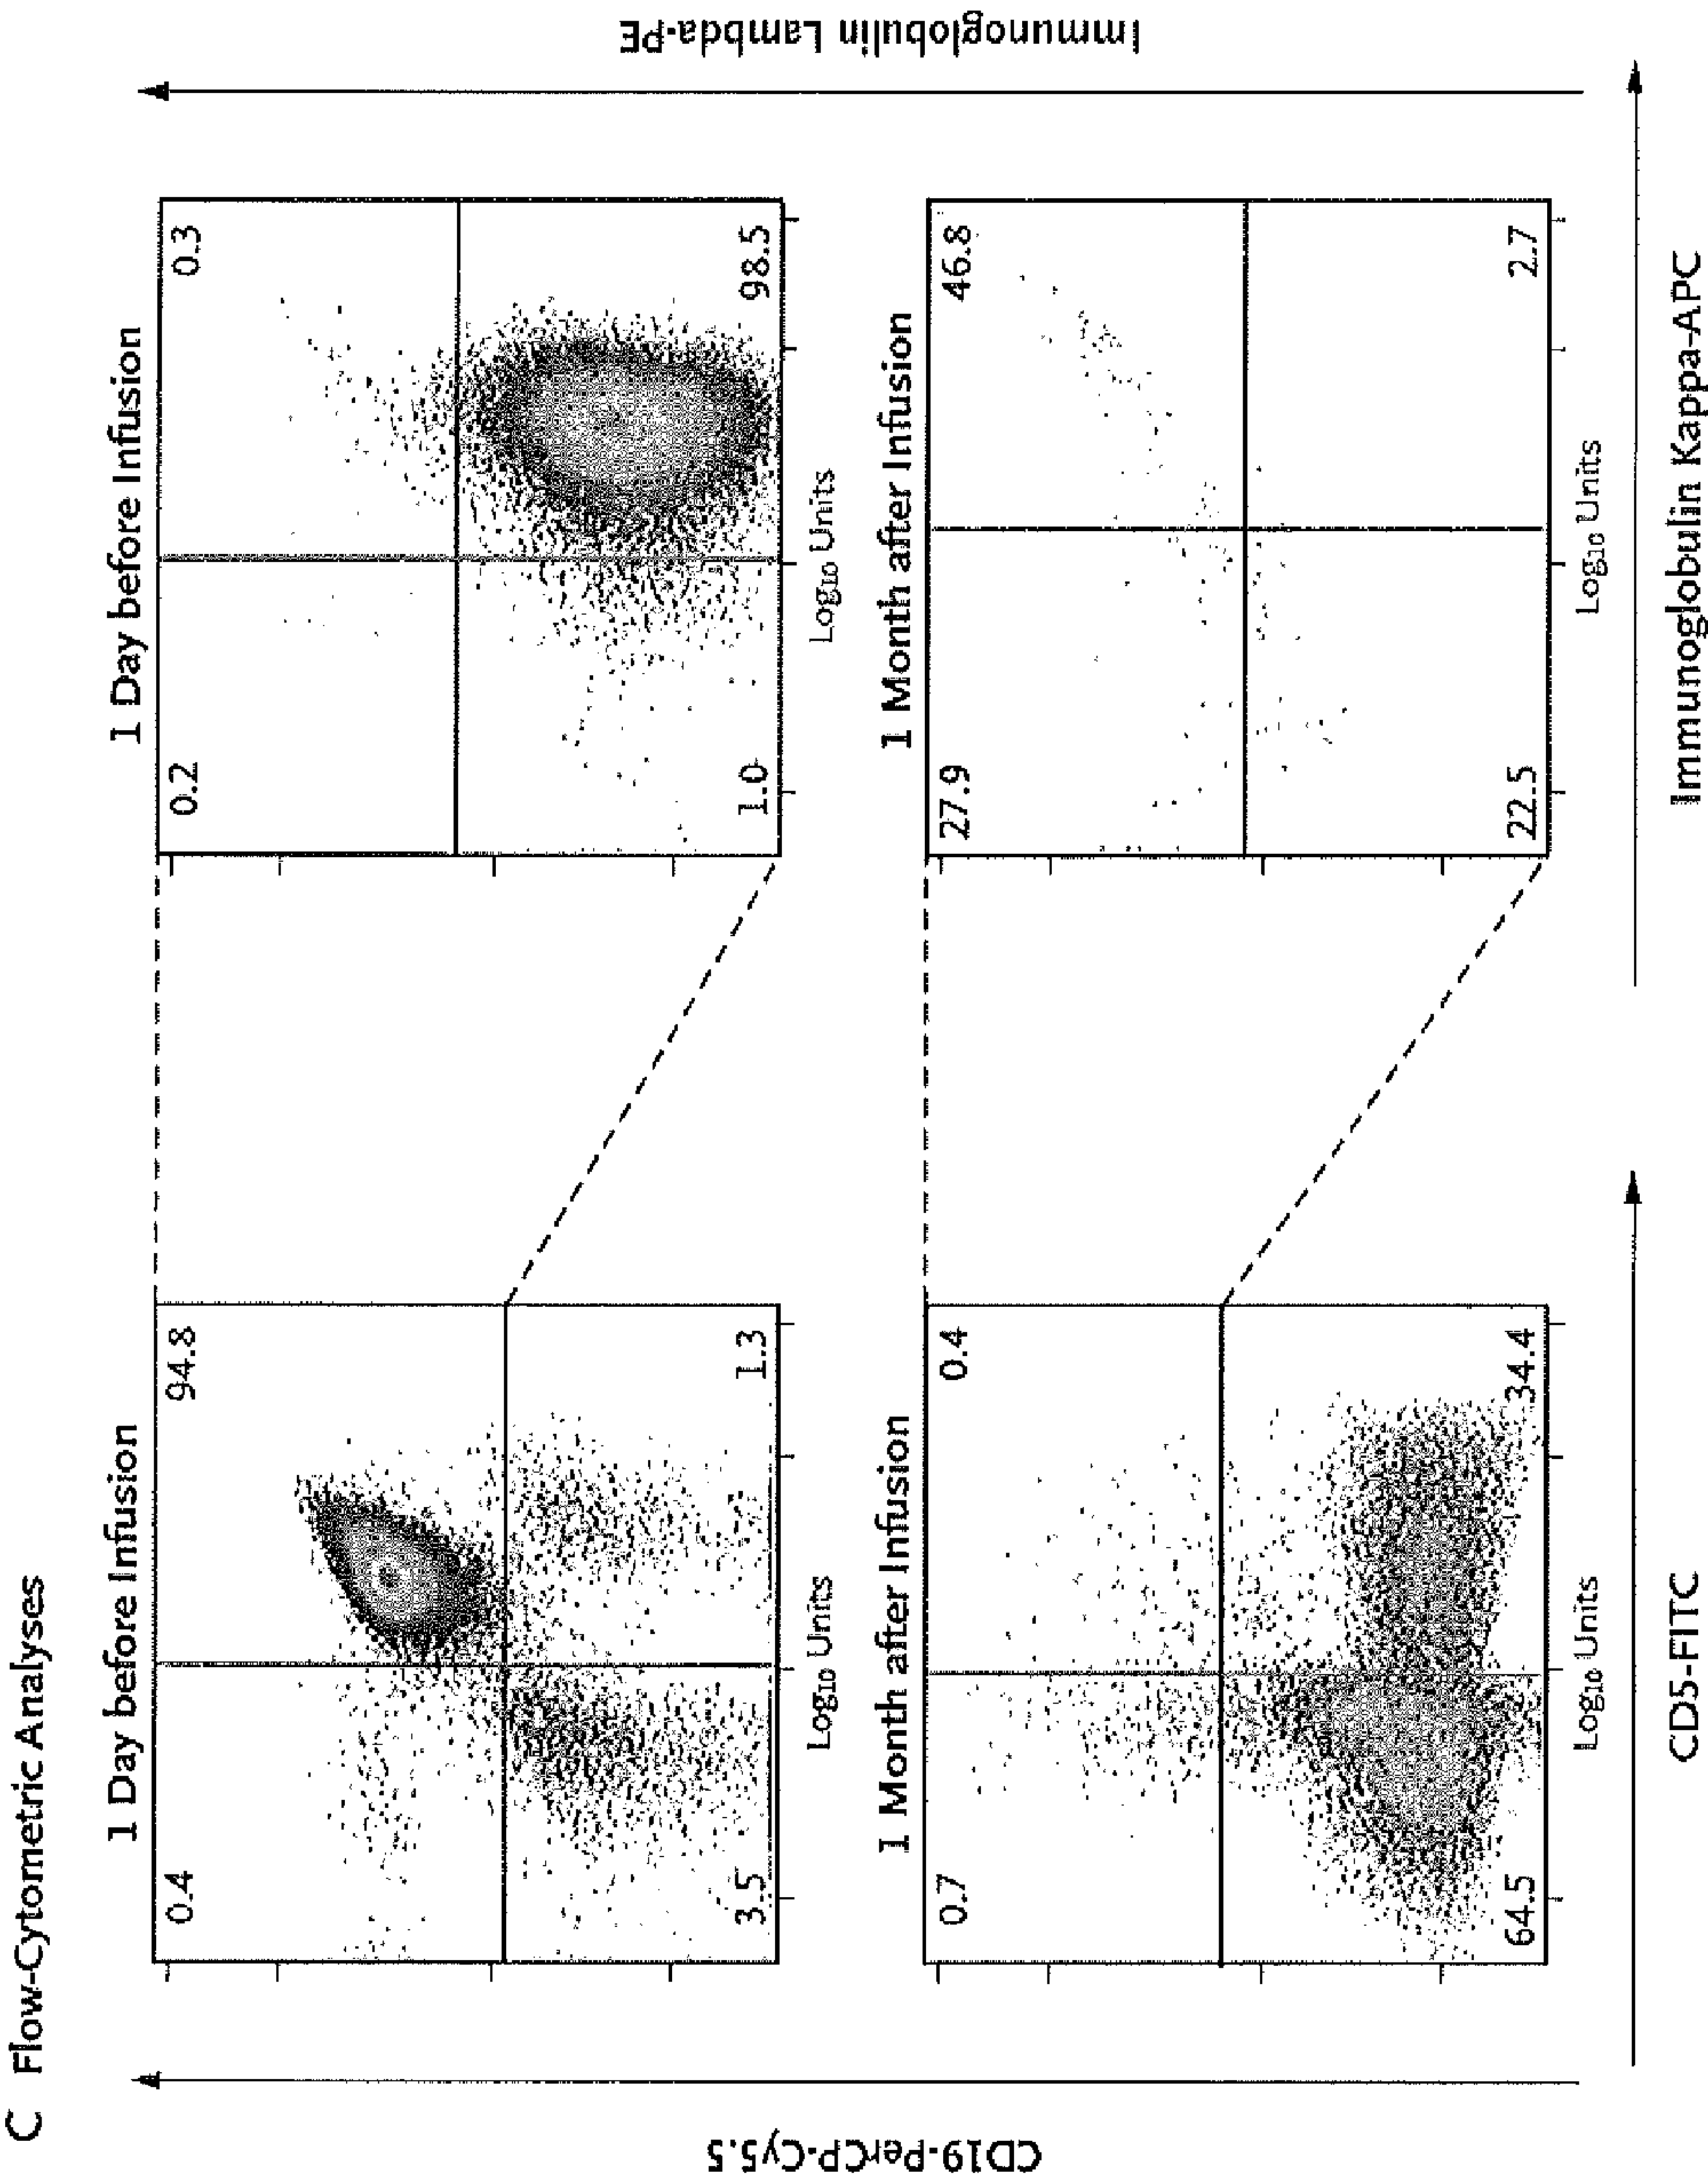 C Flow-Cytometric Analyses
1 Day before Infusion
0.4
94.8
3.5
1.3
Log10 Units
1 Day before Infusion
0.2
0.3
1.0
98.5
Log10 Units
1 Month after Infusion
0.7
0.4
64.5
34.4
Log10 Units
1 Month after Infusion
27.9
46.8
22.5
2.7
Log10 Units
CD19-PerCP-Cy5.5
CD5-FITC
Immunoglobulin Kappa-APC
Immunoglobulin Lambda-PE